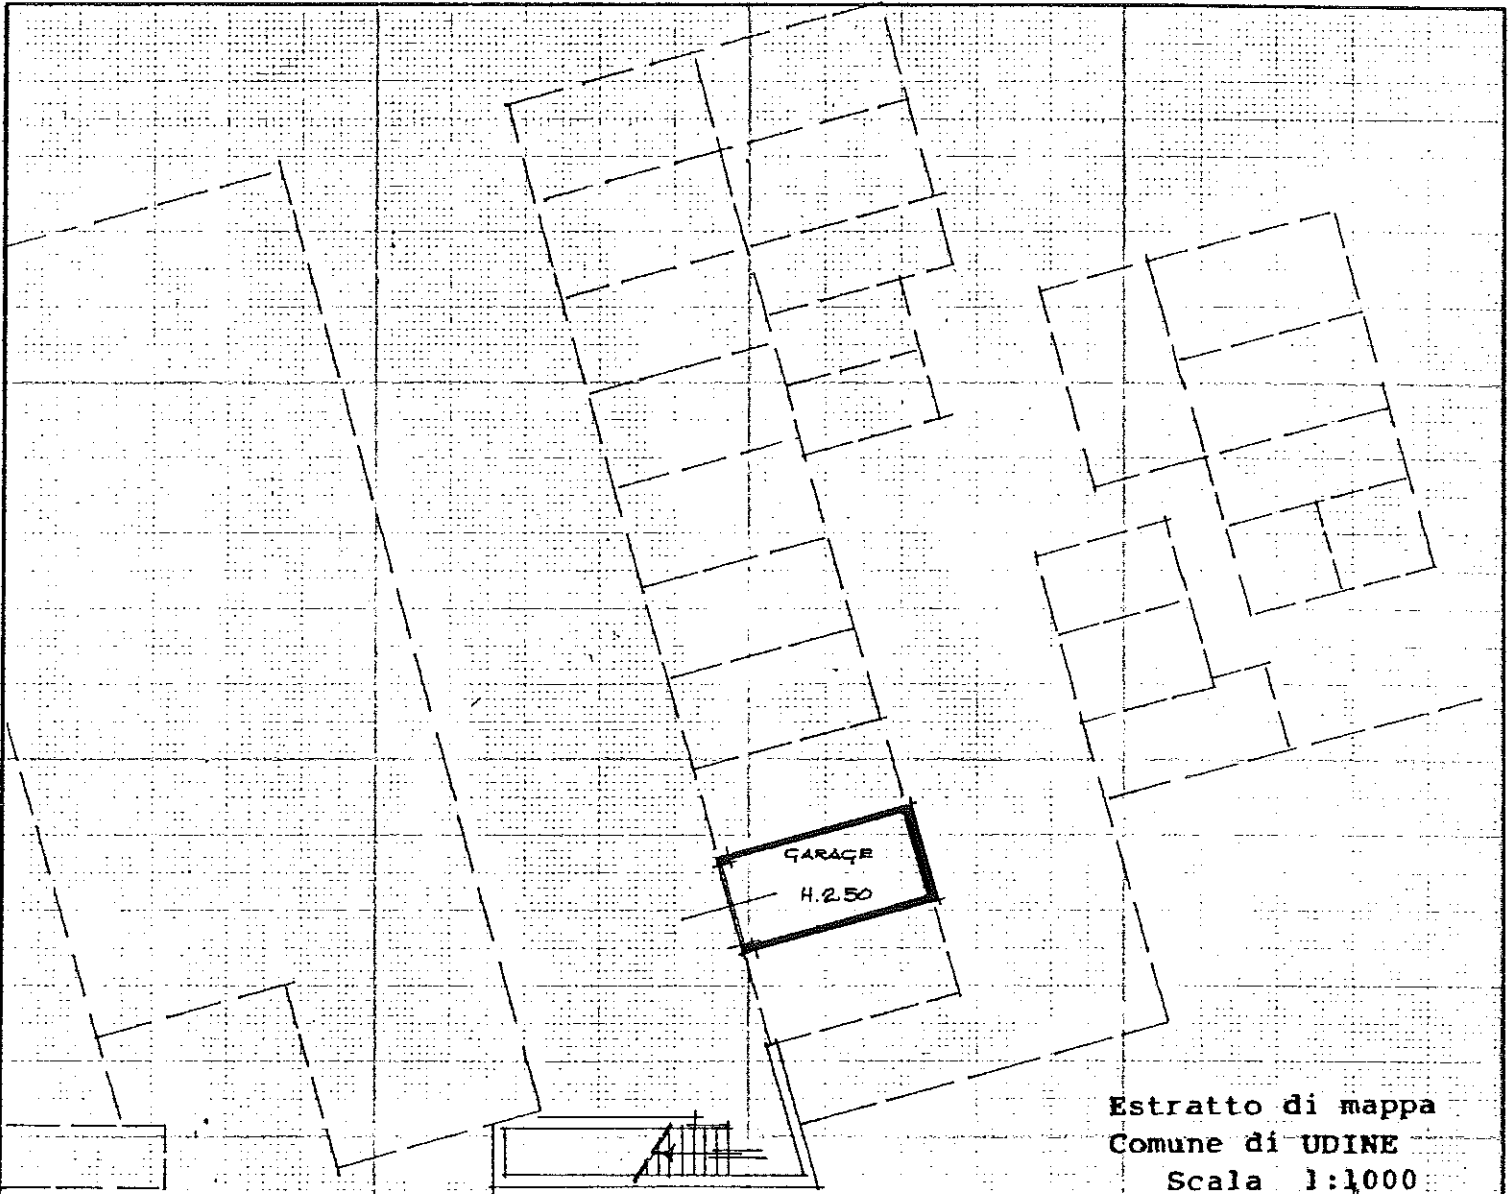 GARAGE
H.2.50
Estratto di mappa
Comune di UDINE
Scala 1:1000